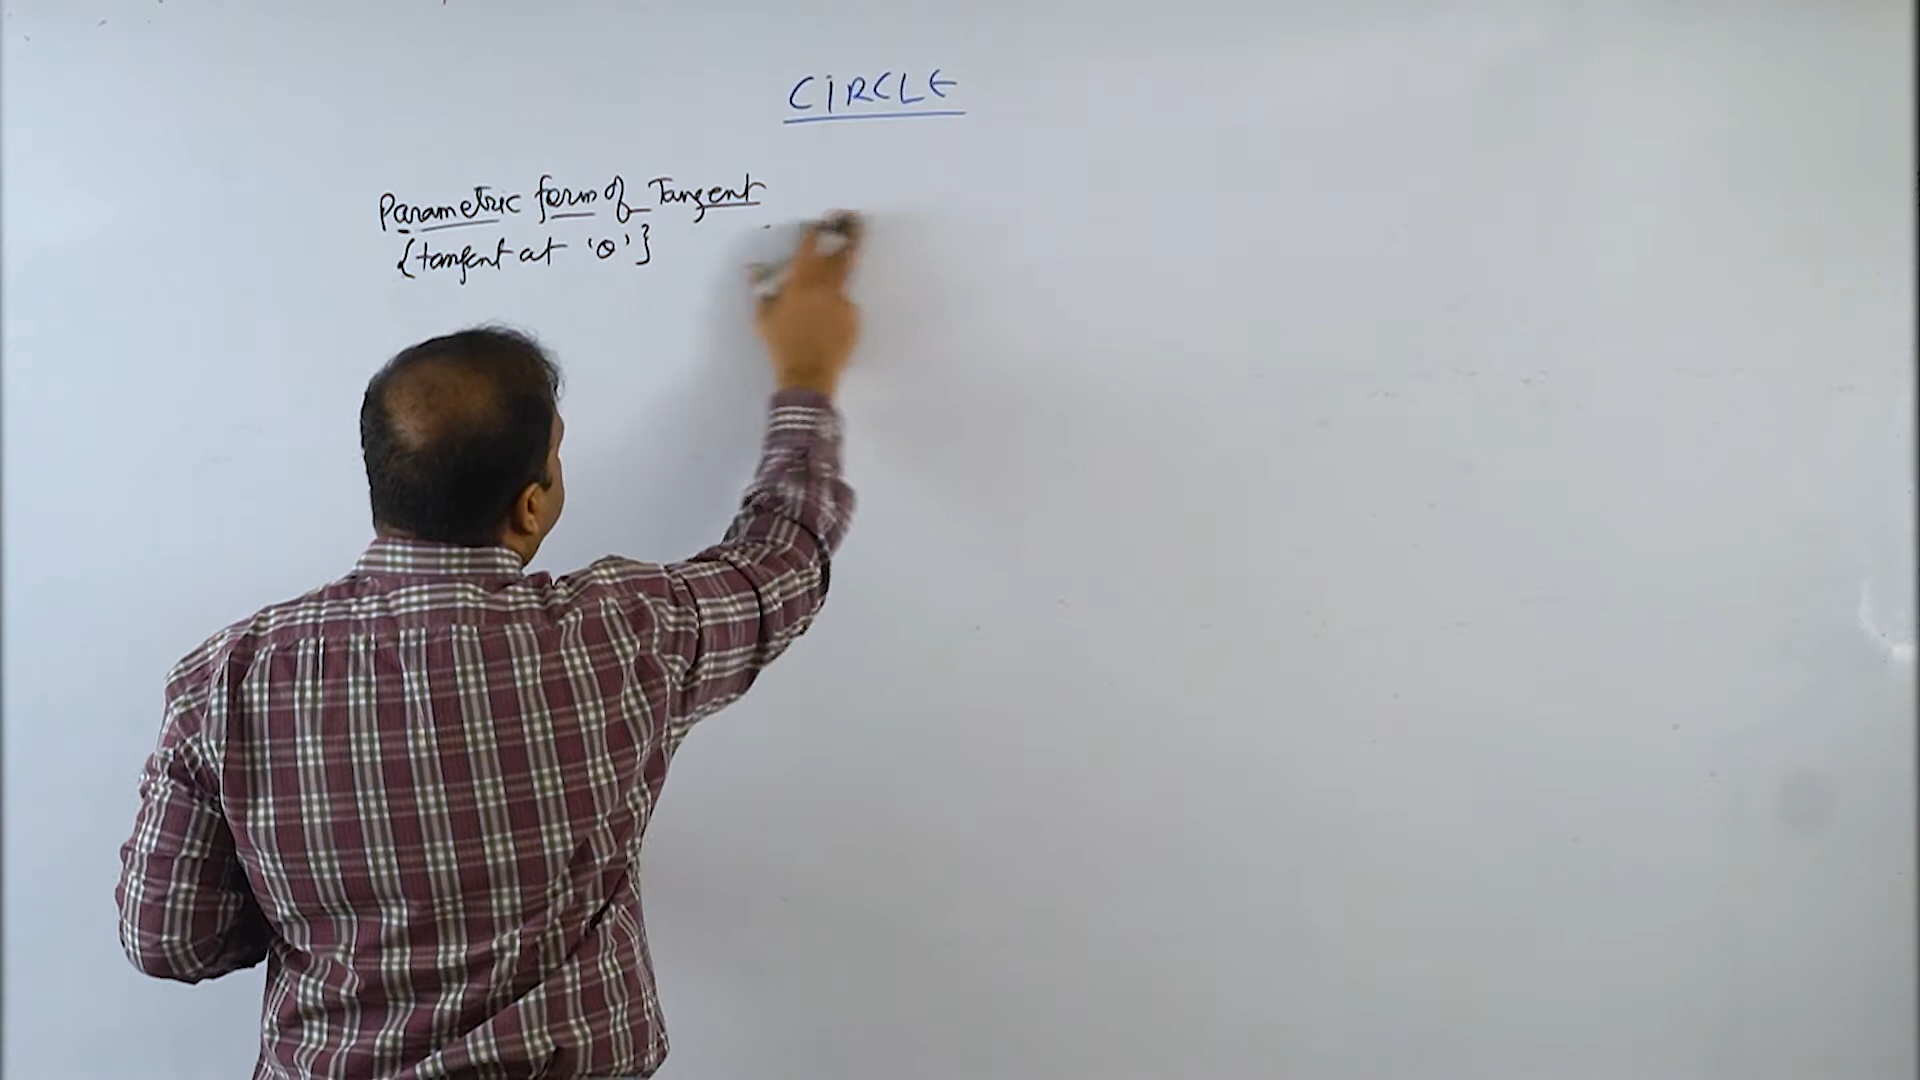 CIRCLE
Parametric form of Tangent
{tangent at 'θ'}